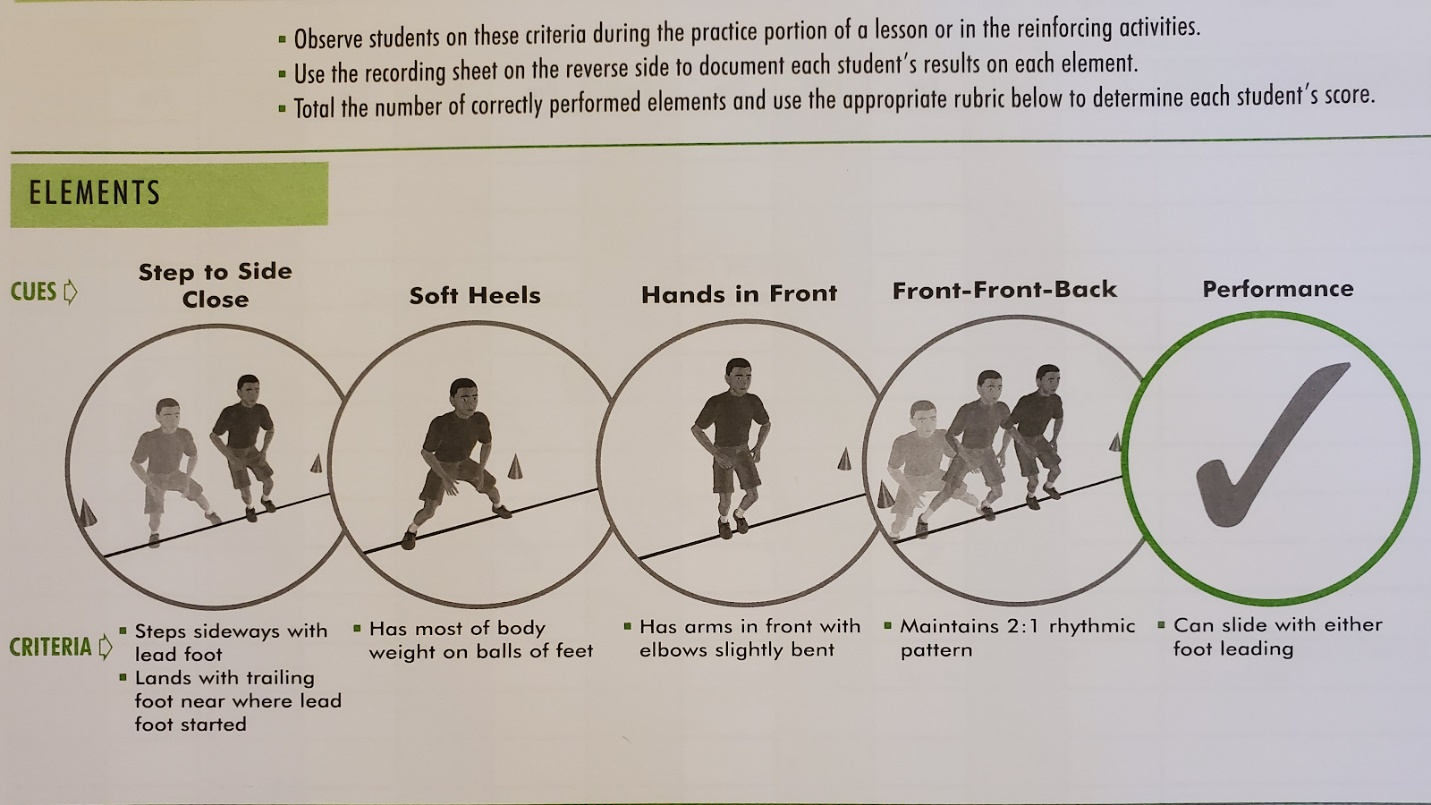 ▪ Observe students on these criteria during the practice portion of a lesson or in the reinforcing activities.
▪ Use the recording sheet on the reverse side to document each student's results on each element.
▪ Total the number of correctly performed elements and use the appropriate rubric below to determine each student's score.
ELEMENTS
CUES
Step to Side
Close
Soft Heels
Hands in Front
Front-Front-Back
Performance
CRITERIA
▪ Steps sideways with
lead foot
▪ Lands with trailing
foot near where lead
foot started
▪ Has most of body
weight on balls of feet
▪ Has arms in front with
elbows slightly bent
▪ Maintains 2:1 rhythmic
pattern
▪ Can slide with either
foot leading